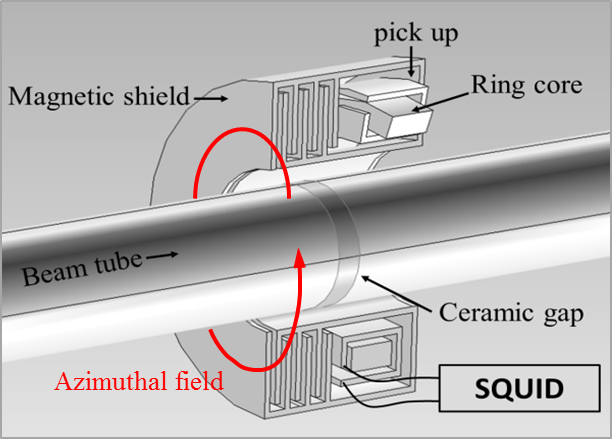 pick up
Ring core
Magnetic shield
Beam tube
Ceramic gap
Azimuthal field
SQUID